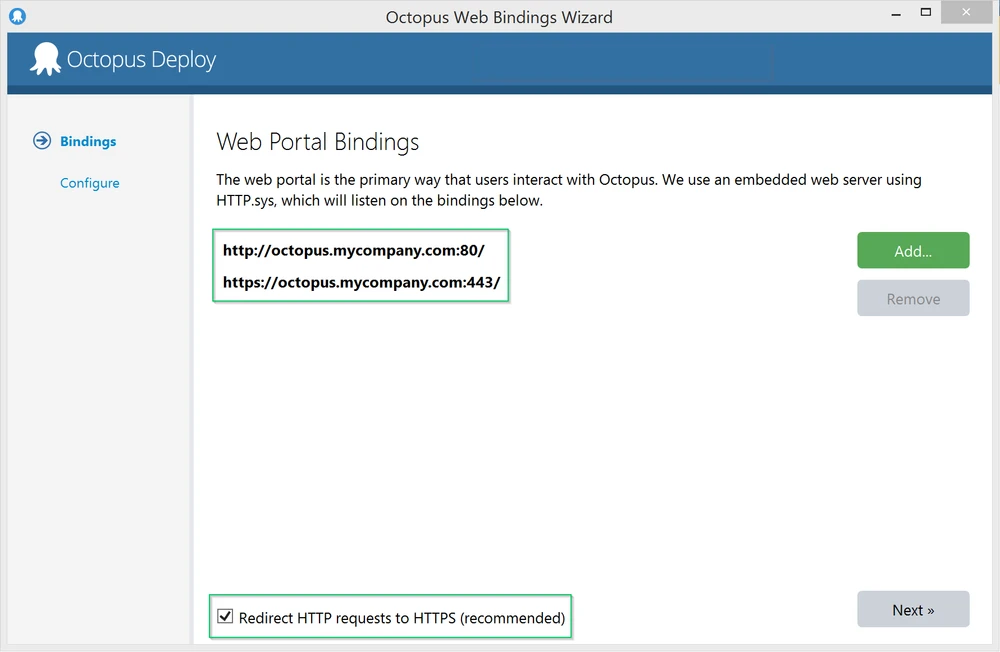 Octopus Web Bindings Wizard
Octopus Deploy
Bindings
Configure
Web Portal Bindings
The web portal is the primary way that users interact with Octopus. We use an embedded web server using
HTTP.sys, which will listen on the bindings below.
http://octopus.mycompany.com:80/
https://octopus.mycompany.com:443/
Add...
Remove
Redirect HTTP requests to HTTPS (recommended)
Next »